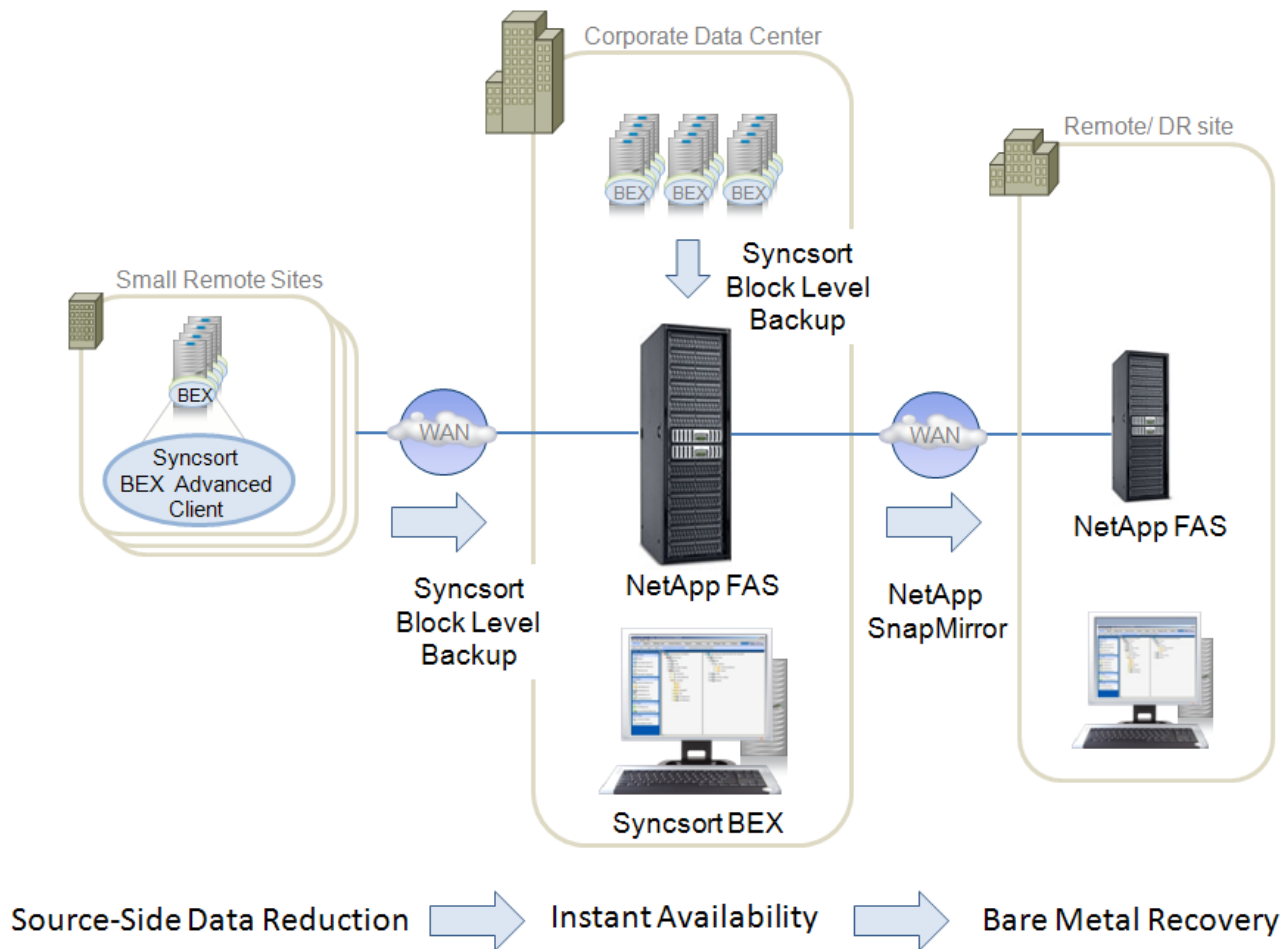 Corporate Data Center
Remote/ DR site
Small Remote Sites
BEX
BEX
BEX
Syncsort
Block Level
Backup
BEX
Syncsort
BEX Advanced
Client
WAN
WAN
Syncsort
Block Level
Backup
NetApp FAS
NetApp
SnapMirror
NetApp FAS
Syncsort BEX
Source-Side Data Reduction
Instant Availability
Bare Metal Recovery